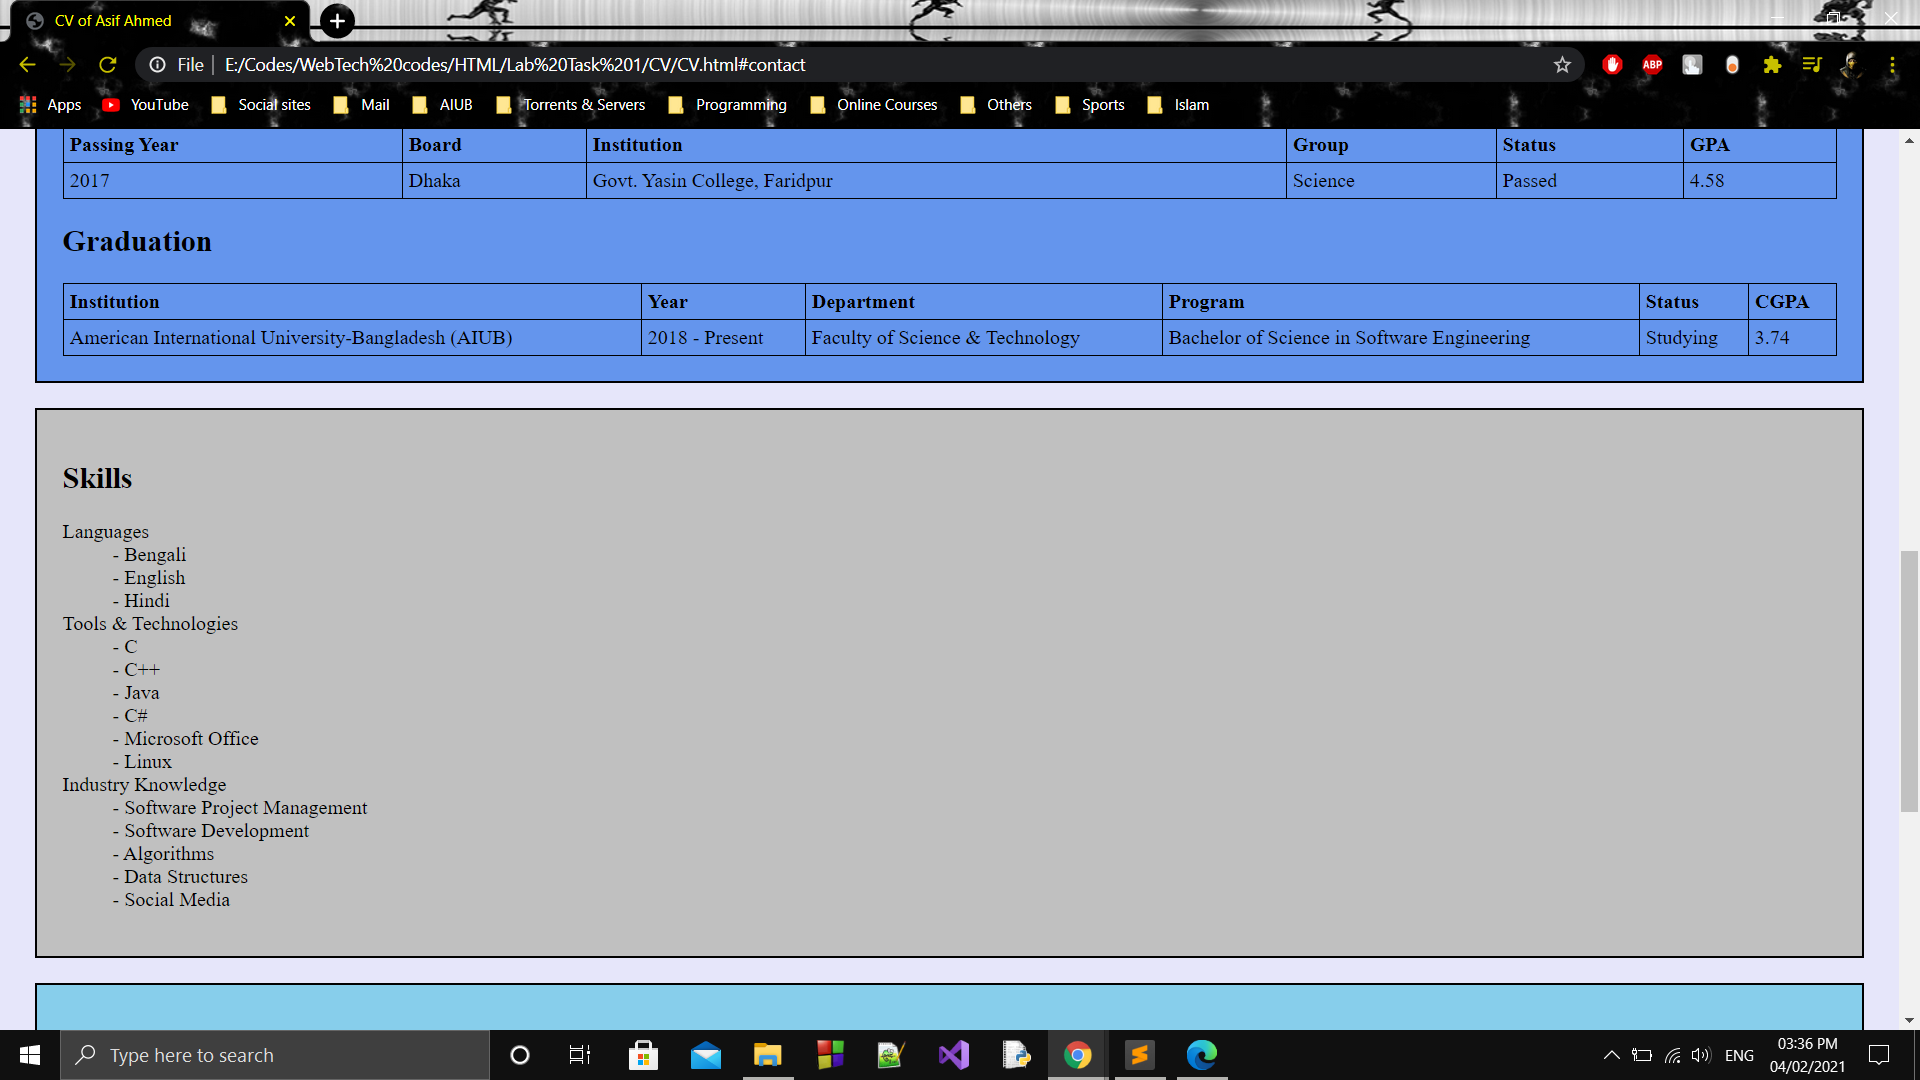 CV of Asif Ahmed
File | E:/Codes/WebTech%20codes/HTML/Lab%20Task%201/CV/CV.html#contact
ABP
Apps YouTube Social sites Mail AIUB Torrents & Servers Programming Online Courses Others Sports Islam
Passing Year Board Institution Group Status GPA
2017 Dhaka Govt. Yasin College, Faridpur Science Passed 4.58
Graduation
Institution Year Department Program Status CGPA
American International University-Bangladesh (AIUB) 2018 - Present Faculty of Science & Technology Bachelor of Science in Software Engineering Studying 3.74
Skills
Languages
- Bengali
- English
- Hindi
Tools & Technologies
- C
- C++
- Java
- C#
- Microsoft Office
- Linux
Industry Knowledge
- Software Project Management
- Software Development
- Algorithms
- Data Structures
- Social Media
Type here to search
ENG
03:36 PM
04/02/2021